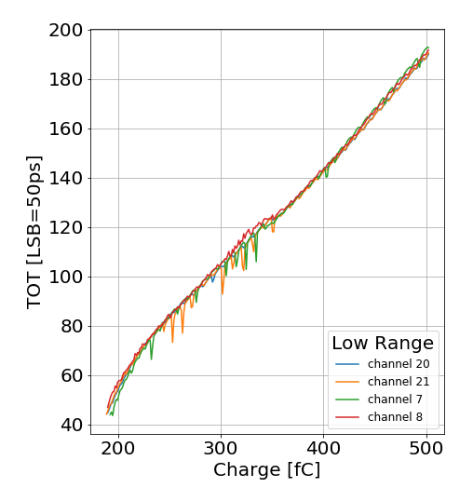 200
180
160
140
120
100
80
60
40
TOT [LSB=50ps]
200
300
400
500
Charge [fC]
Low Range
channel 20
channel 21
channel 7
channel 8